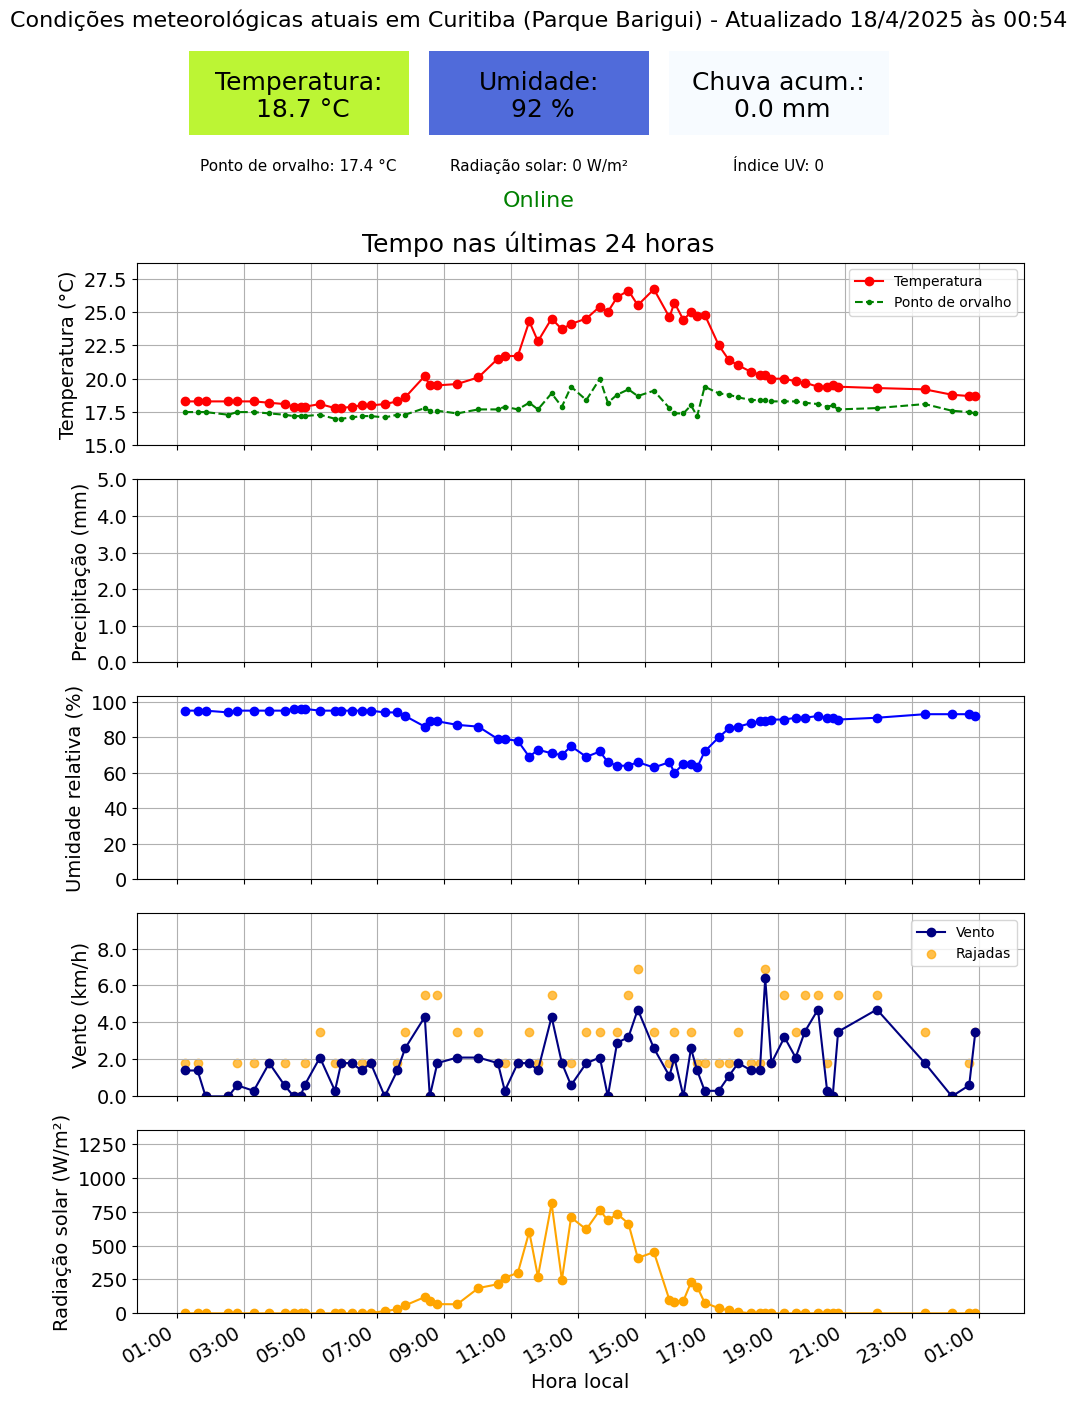 Condições meteorológicas atuais em Curitiba (Parque Barigui) - Atualizado 18/4/2025 às 00:54
Temperatura:
18.7 °C
Umidade:
92 %
Chuva acum.:
0.0 mm
Ponto de orvalho: 17.4 °C
Radiação solar: 0 W/m²
Índice UV: 0
Online
Tempo nas últimas 24 horas
Temperatura (°C)
27.5
25.0
22.5
20.0
17.5
15.0
Temperatura
Ponto de orvalho
Precipitação (mm)
5.0
4.0
3.0
2.0
1.0
0.0
Umidade relativa (%)
100
80
60
40
20
0
Vento (km/h)
8.0
6.0
4.0
2.0
0.0
Vento
Rajadas
Radiação solar (W/m²)
1250
1000
750
500
250
0
01:00
03:00
05:00
07:00
09:00
11:00
13:00
15:00
17:00
19:00
21:00
23:00
01:00
Hora local